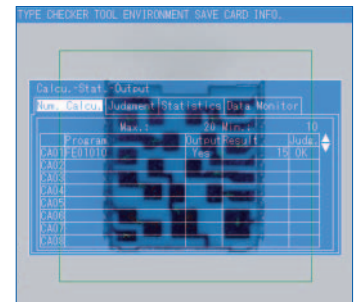 TYPE CHECKER TOOL ENVIRONMENT SAVE CARD INFO.
Calcu.-Stat.-Output
Num. Calcu. Judgment Statistics Data Monitor
Max.: 20 Min.: 10
Program Output Result Judg.
CA01 FE01010 Yes 15 OK
CA02
CA03
CA04
CA05
CA06
CA07
CA08